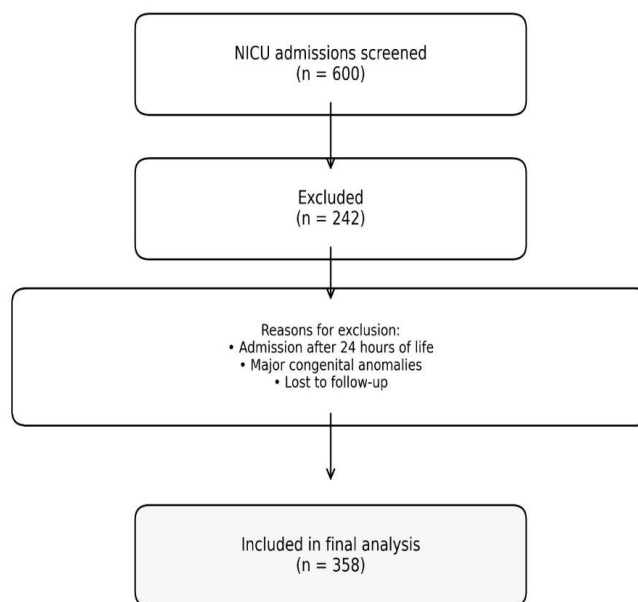 NICU admissions screened
(n = 600)
Excluded
(n = 242)
Reasons for exclusion:
• Admission after 24 hours of life
• Major congenital anomalies
• Lost to follow-up
Included in final analysis
(n = 358)